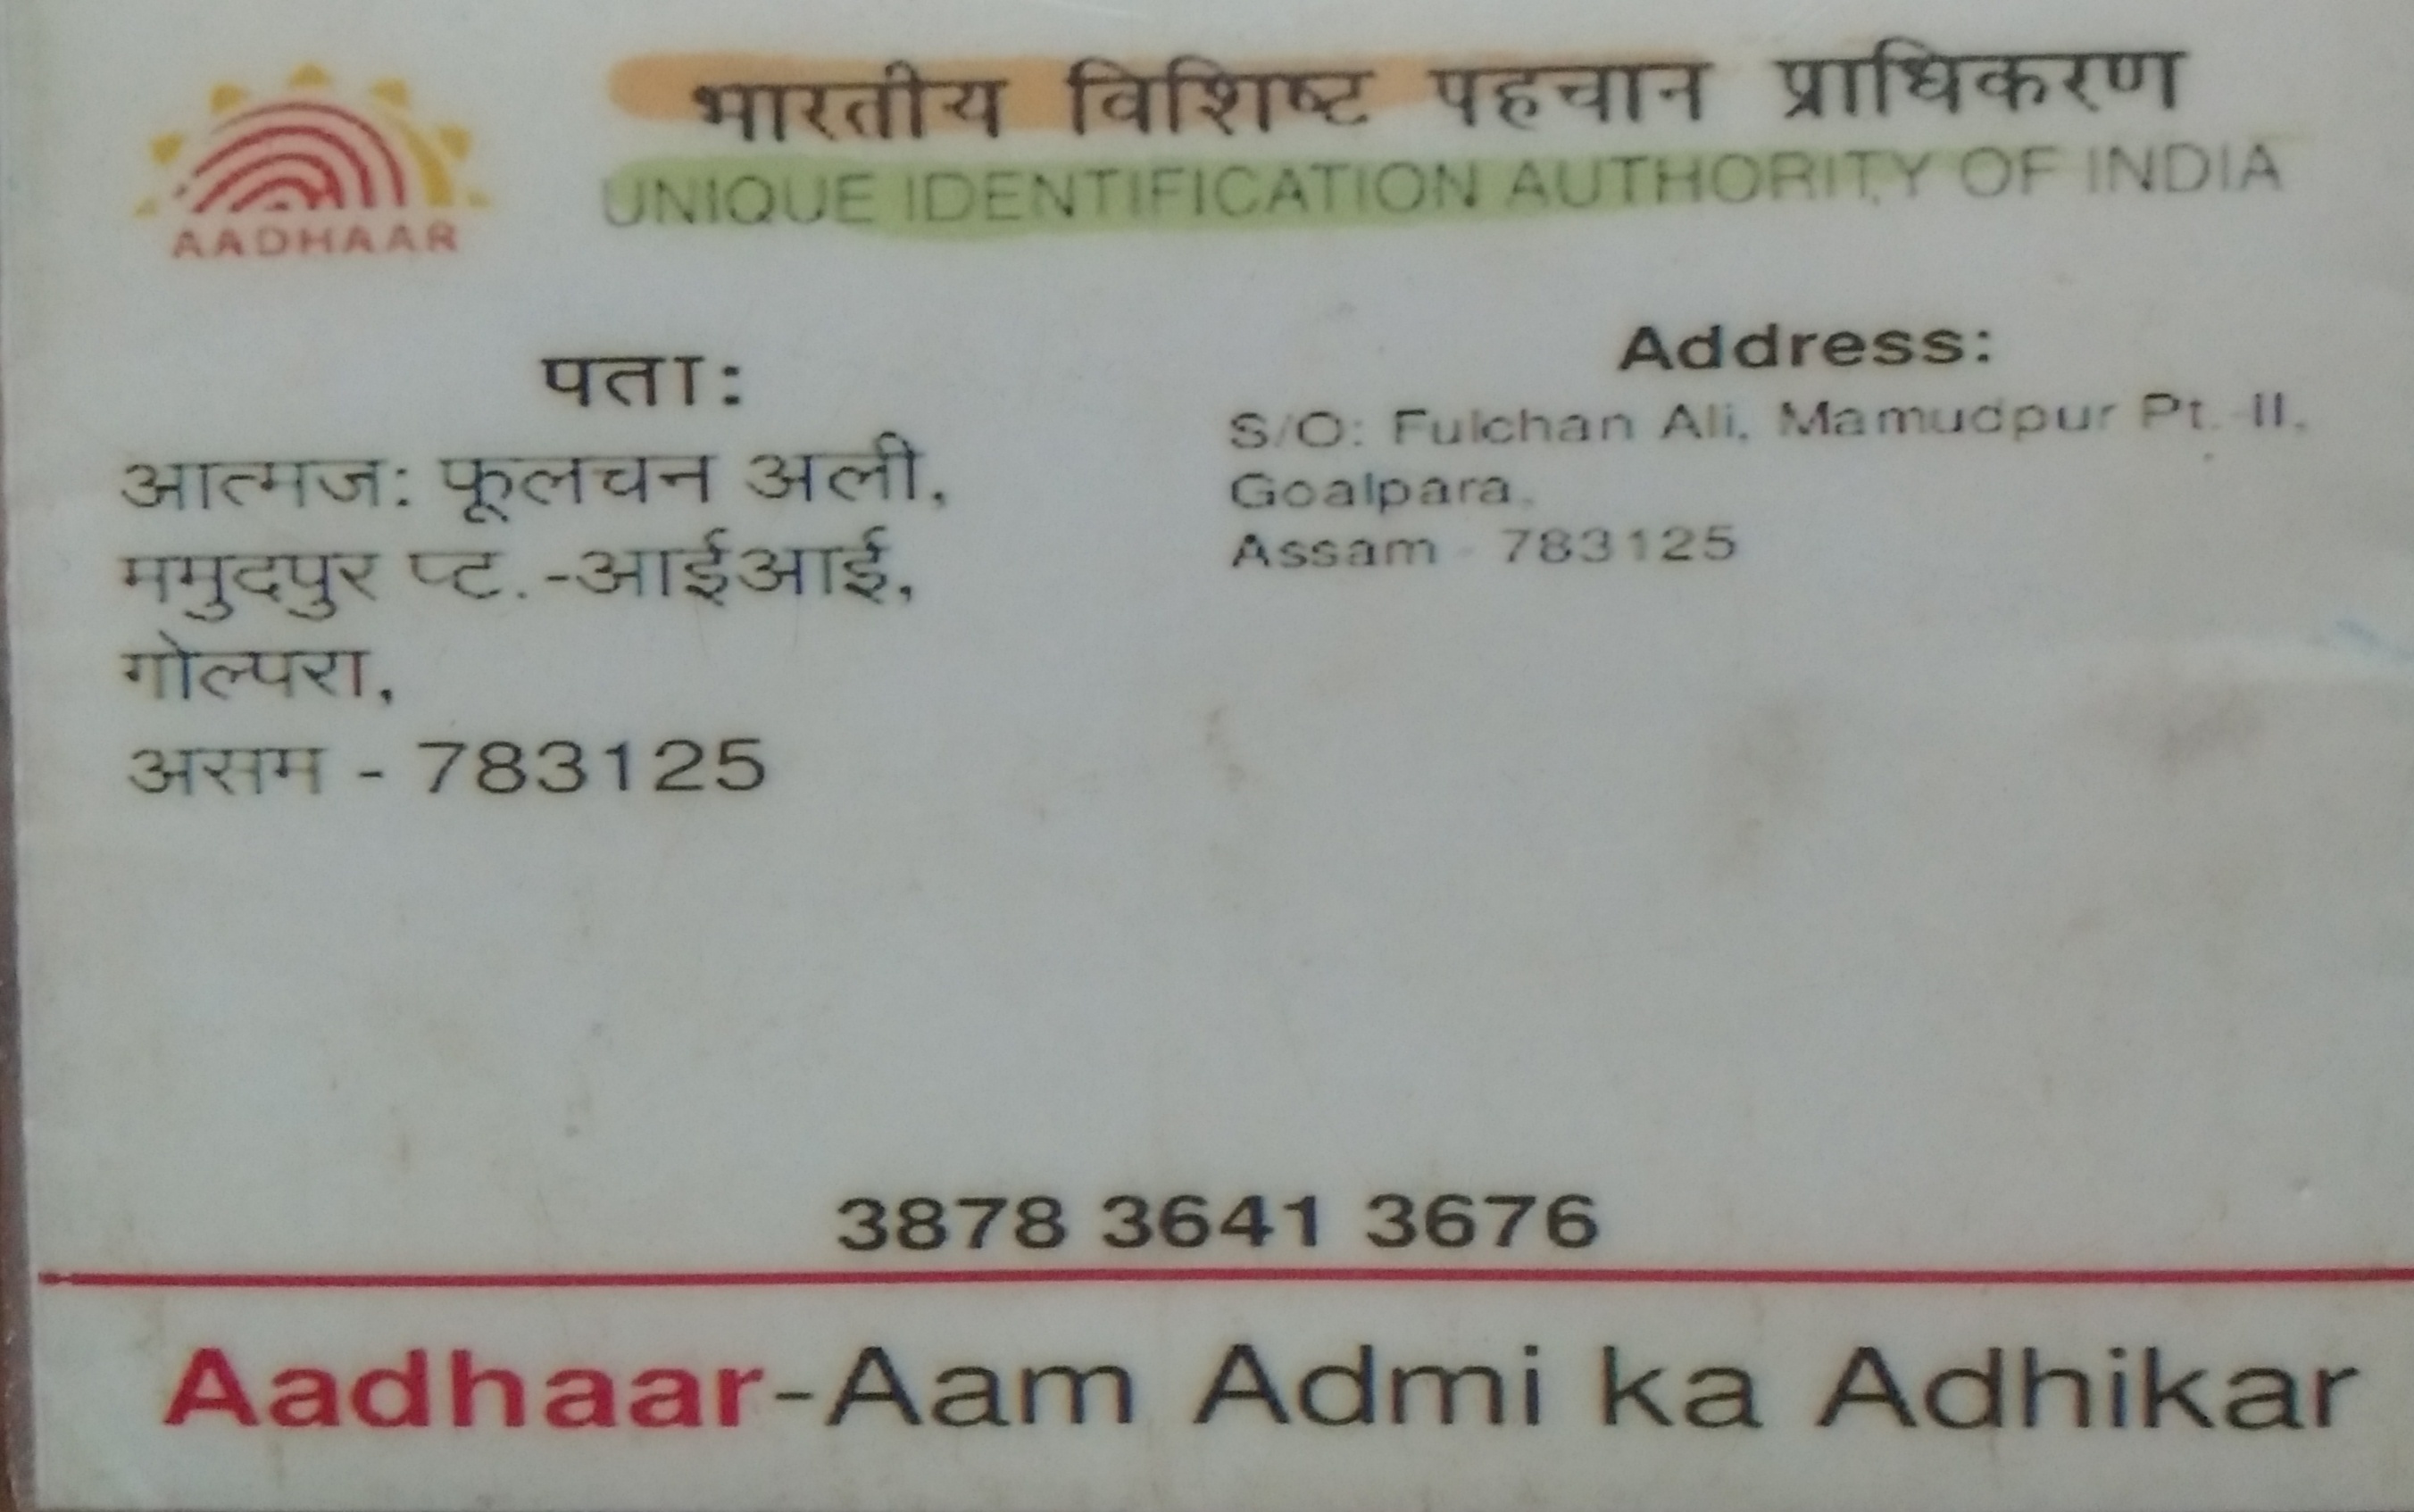 भारतीय विशिष्ट पहचान प्राधिकरण
UNIQUE IDENTIFICATION AUTHORITY OF INDIA
AADHAAR
पता:
आत्मज: फूलचन अली,
ममुदपुर प्ट.-आईआई,
गोल्परा,
असम - 783125
Address:
S/O: Fulchan Ali, Mamudpur Pt.-II,
Goalpara,
Assam - 783125
3878 3641 3676
Aadhaar-Aam Admi ka Adhikar